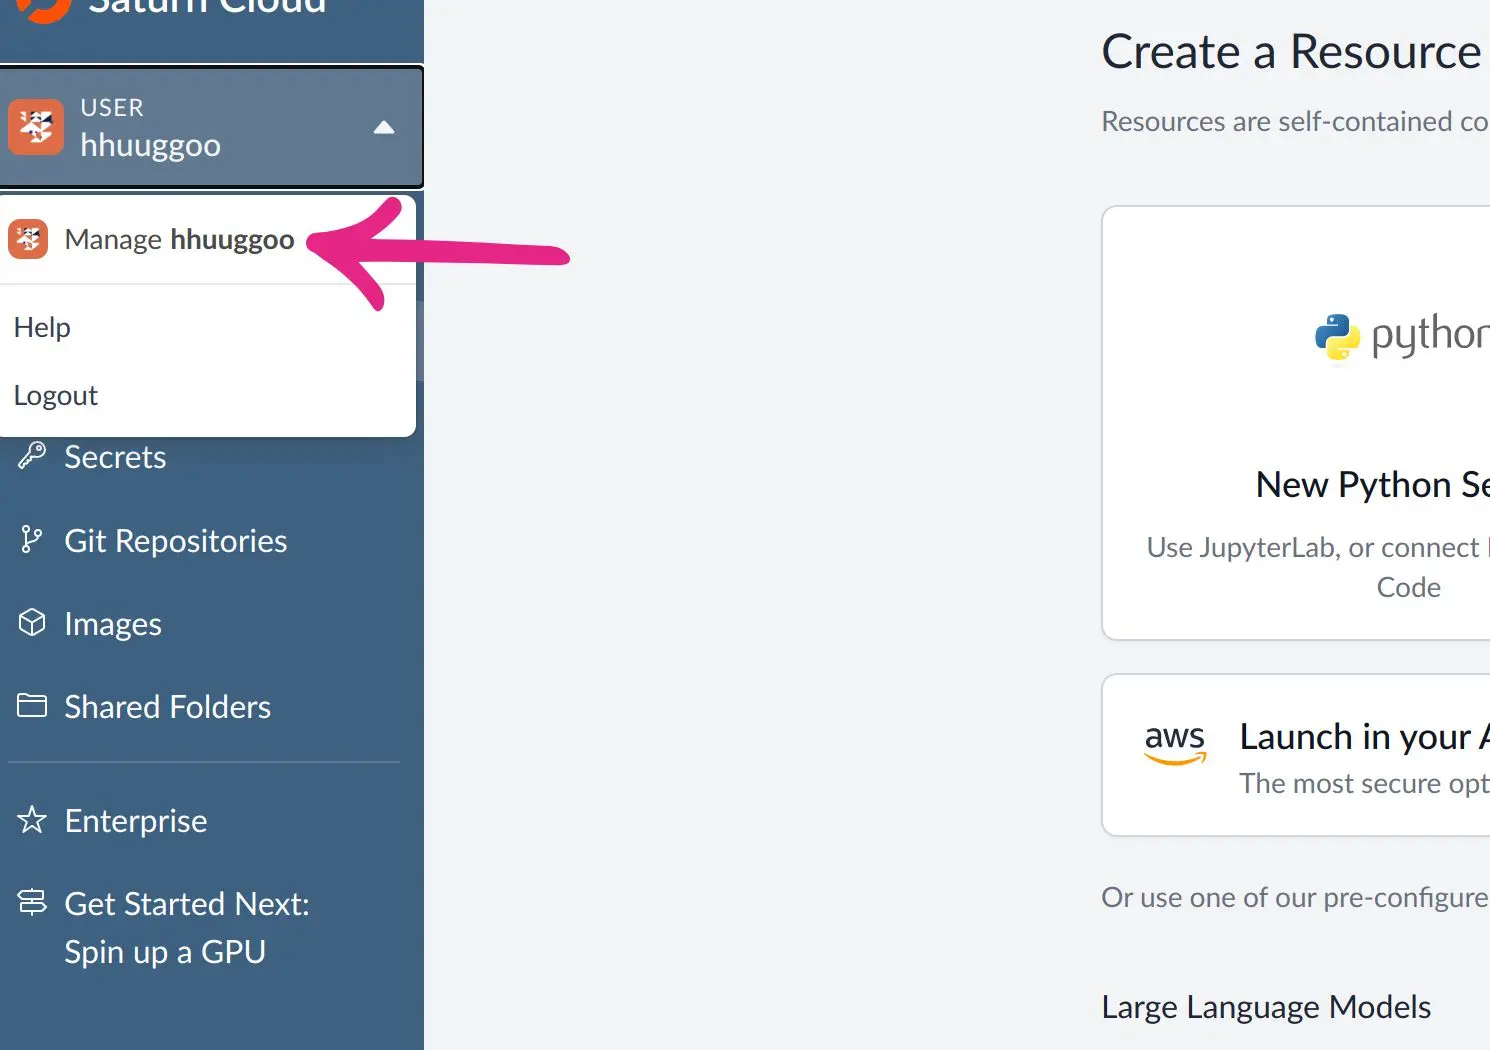 Saturn Cloud
USER
hhuuggoo
Manage hhuuggoo
Help
Logout
Secrets
Git Repositories
Images
Shared Folders
Enterprise
Get Started Next:
Spin up a GPU
Create a Resource
Resources are self-contained co
python
New Python Se
Use JupyterLab, or connect
Code
aws
Launch in your A
The most secure opt
Or use one of our pre-configure
Large Language Models